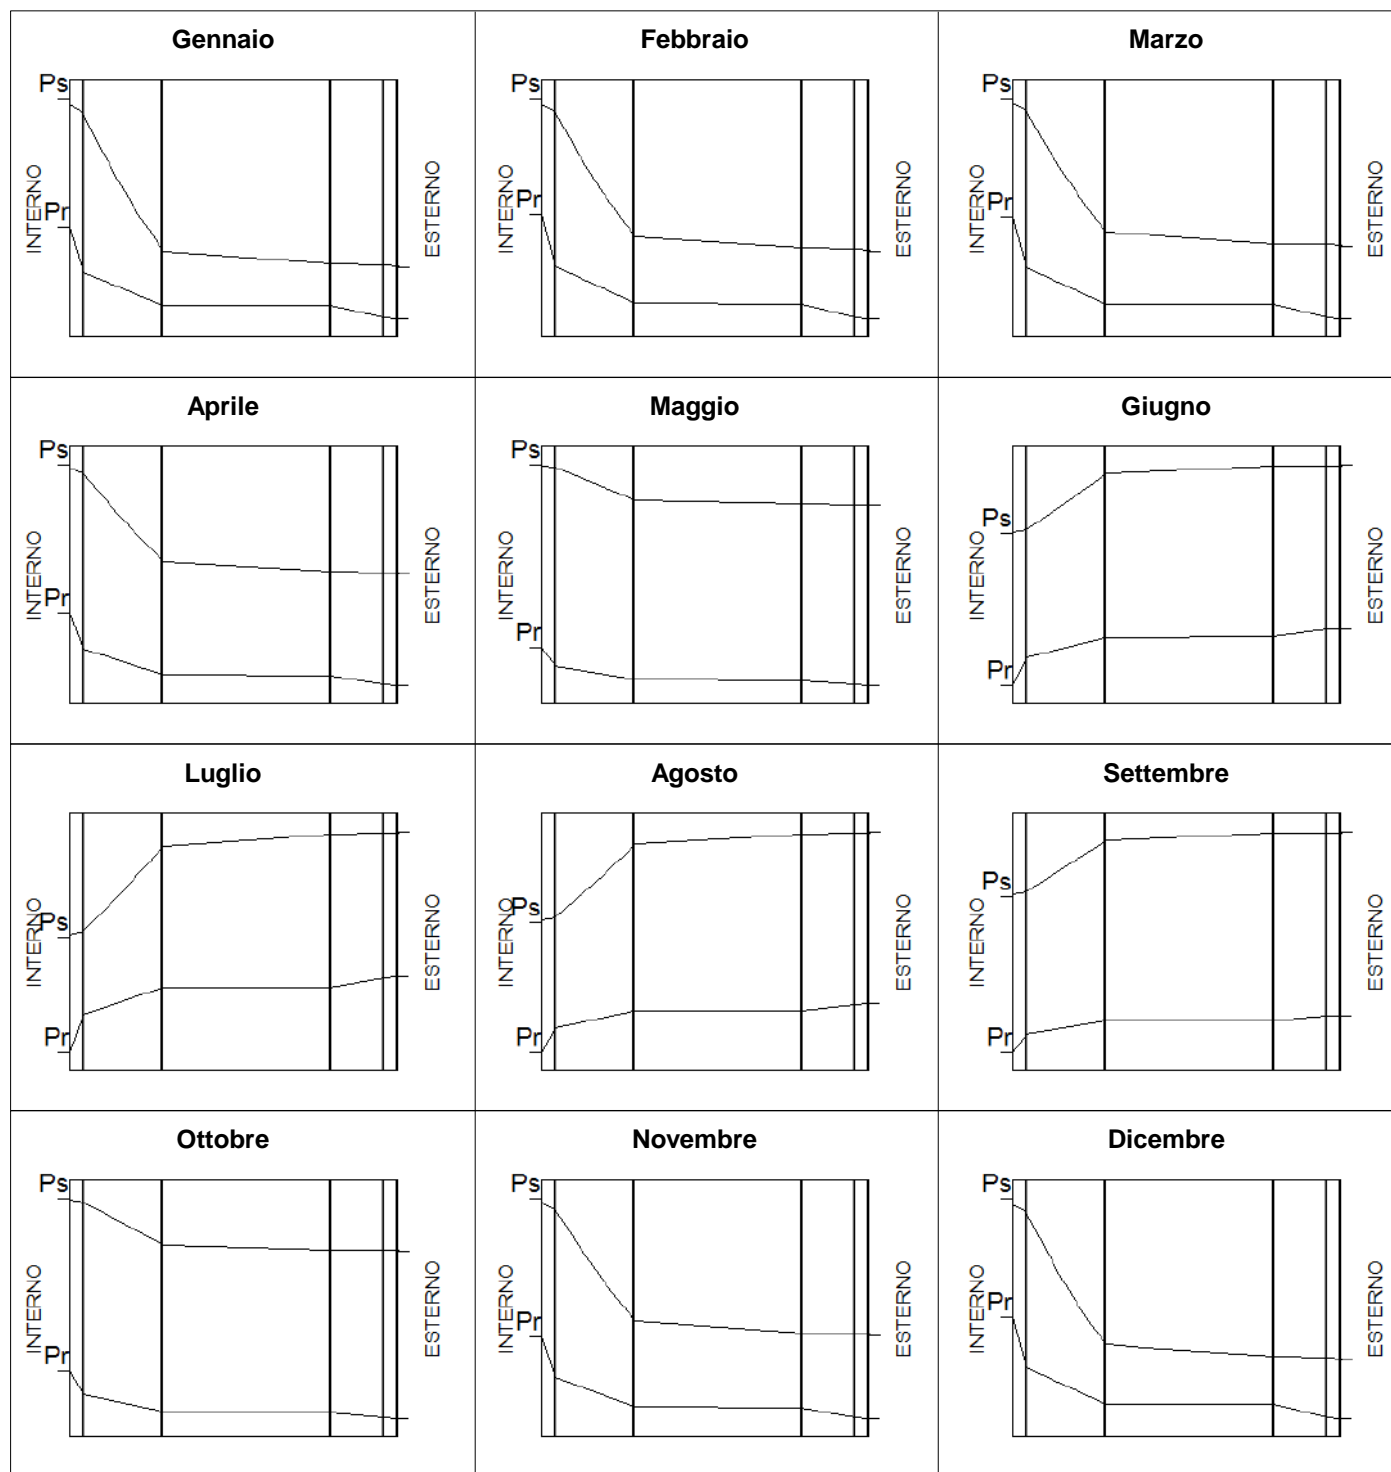 Gennaio
Febbraio
Marzo
Ps
Pr
INTERNO
ESTERNO
Ps
Pr
INTERNO
ESTERNO
Ps
Pr
INTERNO
ESTERNO
Aprile
Maggio
Giugno
Ps
Pr
INTERNO
ESTERNO
Ps
Pr
INTERNO
ESTERNO
Ps
Pr
INTERNO
ESTERNO
Luglio
Agosto
Settembre
Ps
Pr
INTERNO
ESTERNO
Ps
Pr
INTERNO
ESTERNO
Ps
Pr
INTERNO
ESTERNO
Ottobre
Novembre
Dicembre
Ps
Pr
INTERNO
ESTERNO
Ps
Pr
INTERNO
ESTERNO
Ps
Pr
INTERNO
ESTERNO